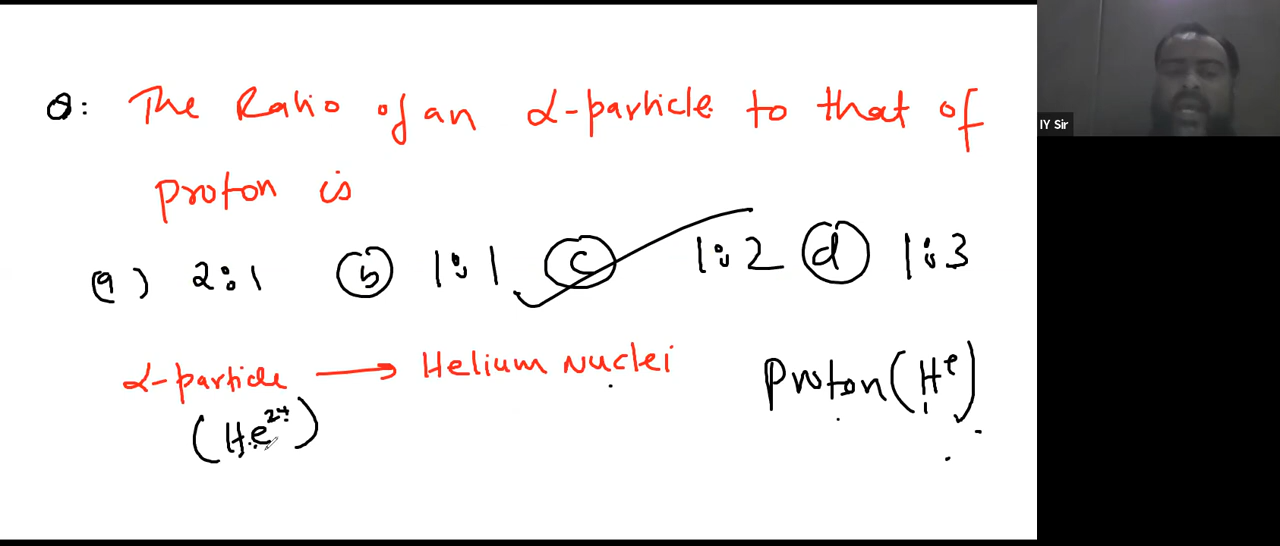 Q: The Ratio of an α-particle to that of
proton is
(a) 2:1 (b) 1:1 (c) 1:2 (d) 1:3
α-particle → Helium Nuclei
(He²⁺)
Proton (H
IY Sir